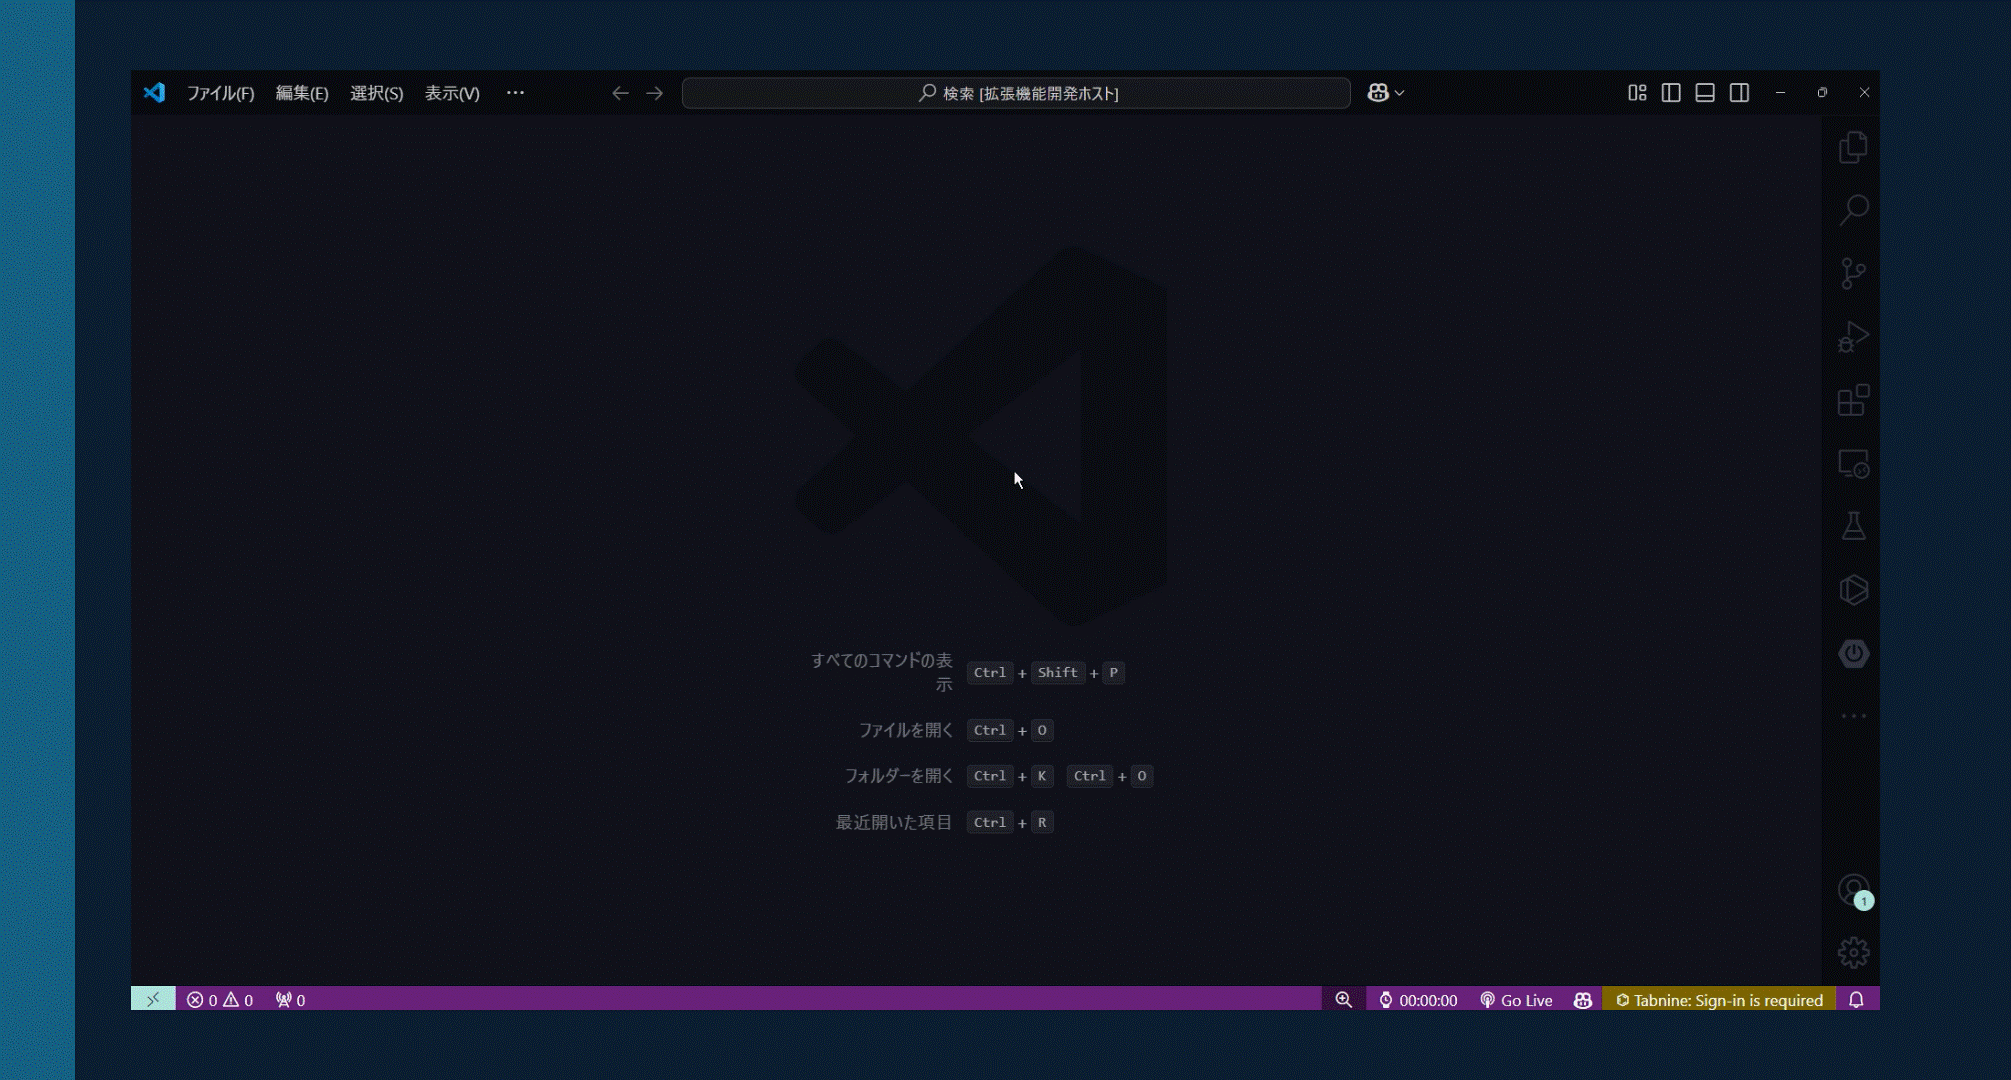 ファイル(F) 編集(E) 選択(S) 表示(V) ··· 検索 [拡張機能開発ホスト]
すべてのコマンドの表
示 Ctrl + Shift + P
ファイルを開く Ctrl + O
フォルダーを開く Ctrl + K Ctrl + O
最近開いた項目 Ctrl + R
1
0 0 0 00:00:00 Go Live Tabnine: Sign-in is required